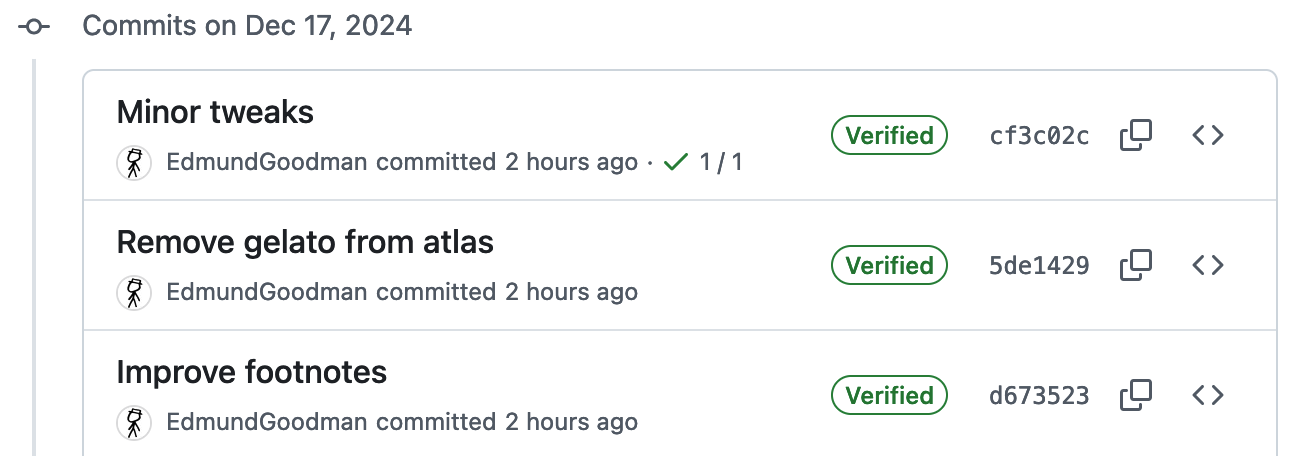 Commits on Dec 17, 2024
Minor tweaks
EdmundGoodman committed 2 hours ago · ✓ 1 / 1
Verified
cf3c02c
Remove gelato from atlas
EdmundGoodman committed 2 hours ago
Verified
5de1429
Improve footnotes
EdmundGoodman committed 2 hours ago
Verified
d673523